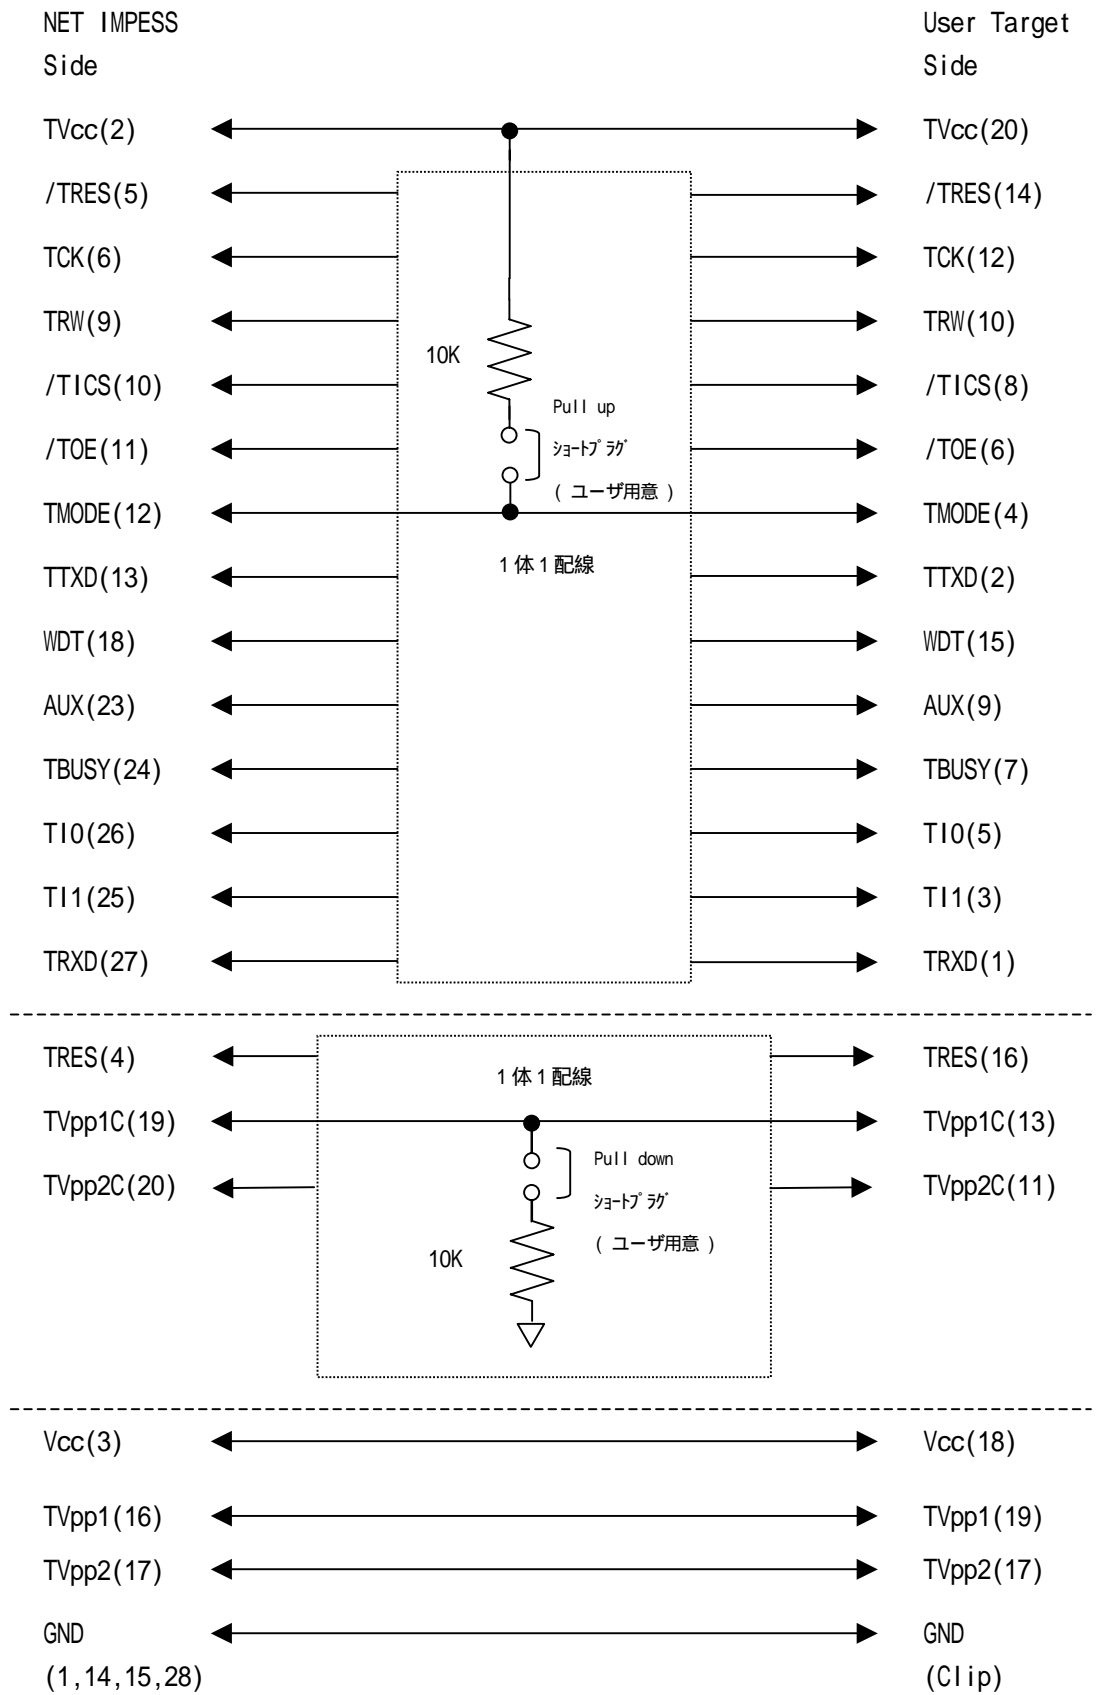 NET IMPESS User Target
Side Side
TVcc(2) TVcc(20)
/TRES(5) /TRES(14)
TCK(6) TCK(12)
TRW(9) TRW(10)
10K
/TICS(10) /TICS(8)
Pull up
/TOE(11) ｼｮｰﾄﾌﾟﾗｸﾞ /TOE(6)
( ユーザ用意 )
TMODE(12) TMODE(4)
1体1配線
TTXD(13) TTXD(2)
WDT(18) WDT(15)
AUX(23) AUX(9)
TBUSY(24) TBUSY(7)
TI0(26) TI0(5)
TI1(25) TI1(3)
TRXD(27) TRXD(1)
TRES(4) TRES(16)
1体1配線
TVpp1C(19) TVpp1C(13)
Pull down
TVpp2C(20) TVpp2C(11)
ｼｮｰﾄﾌﾟﾗｸﾞ
( ユーザ用意 )
10K
Vcc(3) Vcc(18)
TVpp1(16) TVpp1(19)
TVpp2(17) TVpp2(17)
GND GND
(1,14,15,28) (Clip)